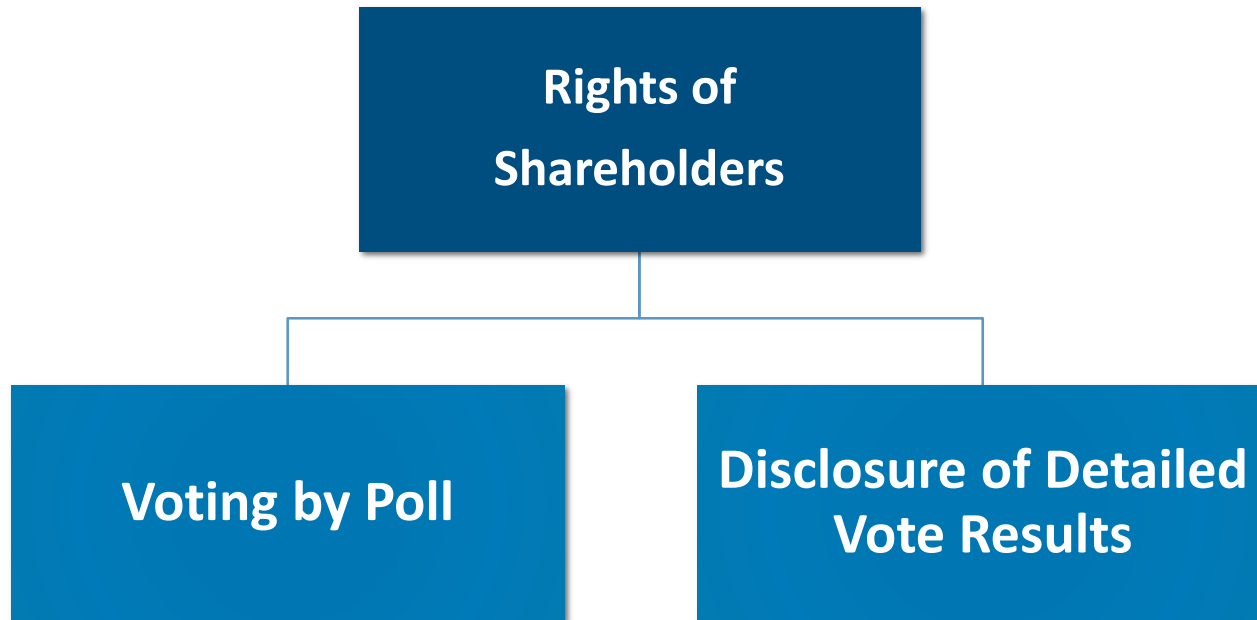 Rights of
Shareholders
Voting by Poll
Disclosure of Detailed
Vote Results